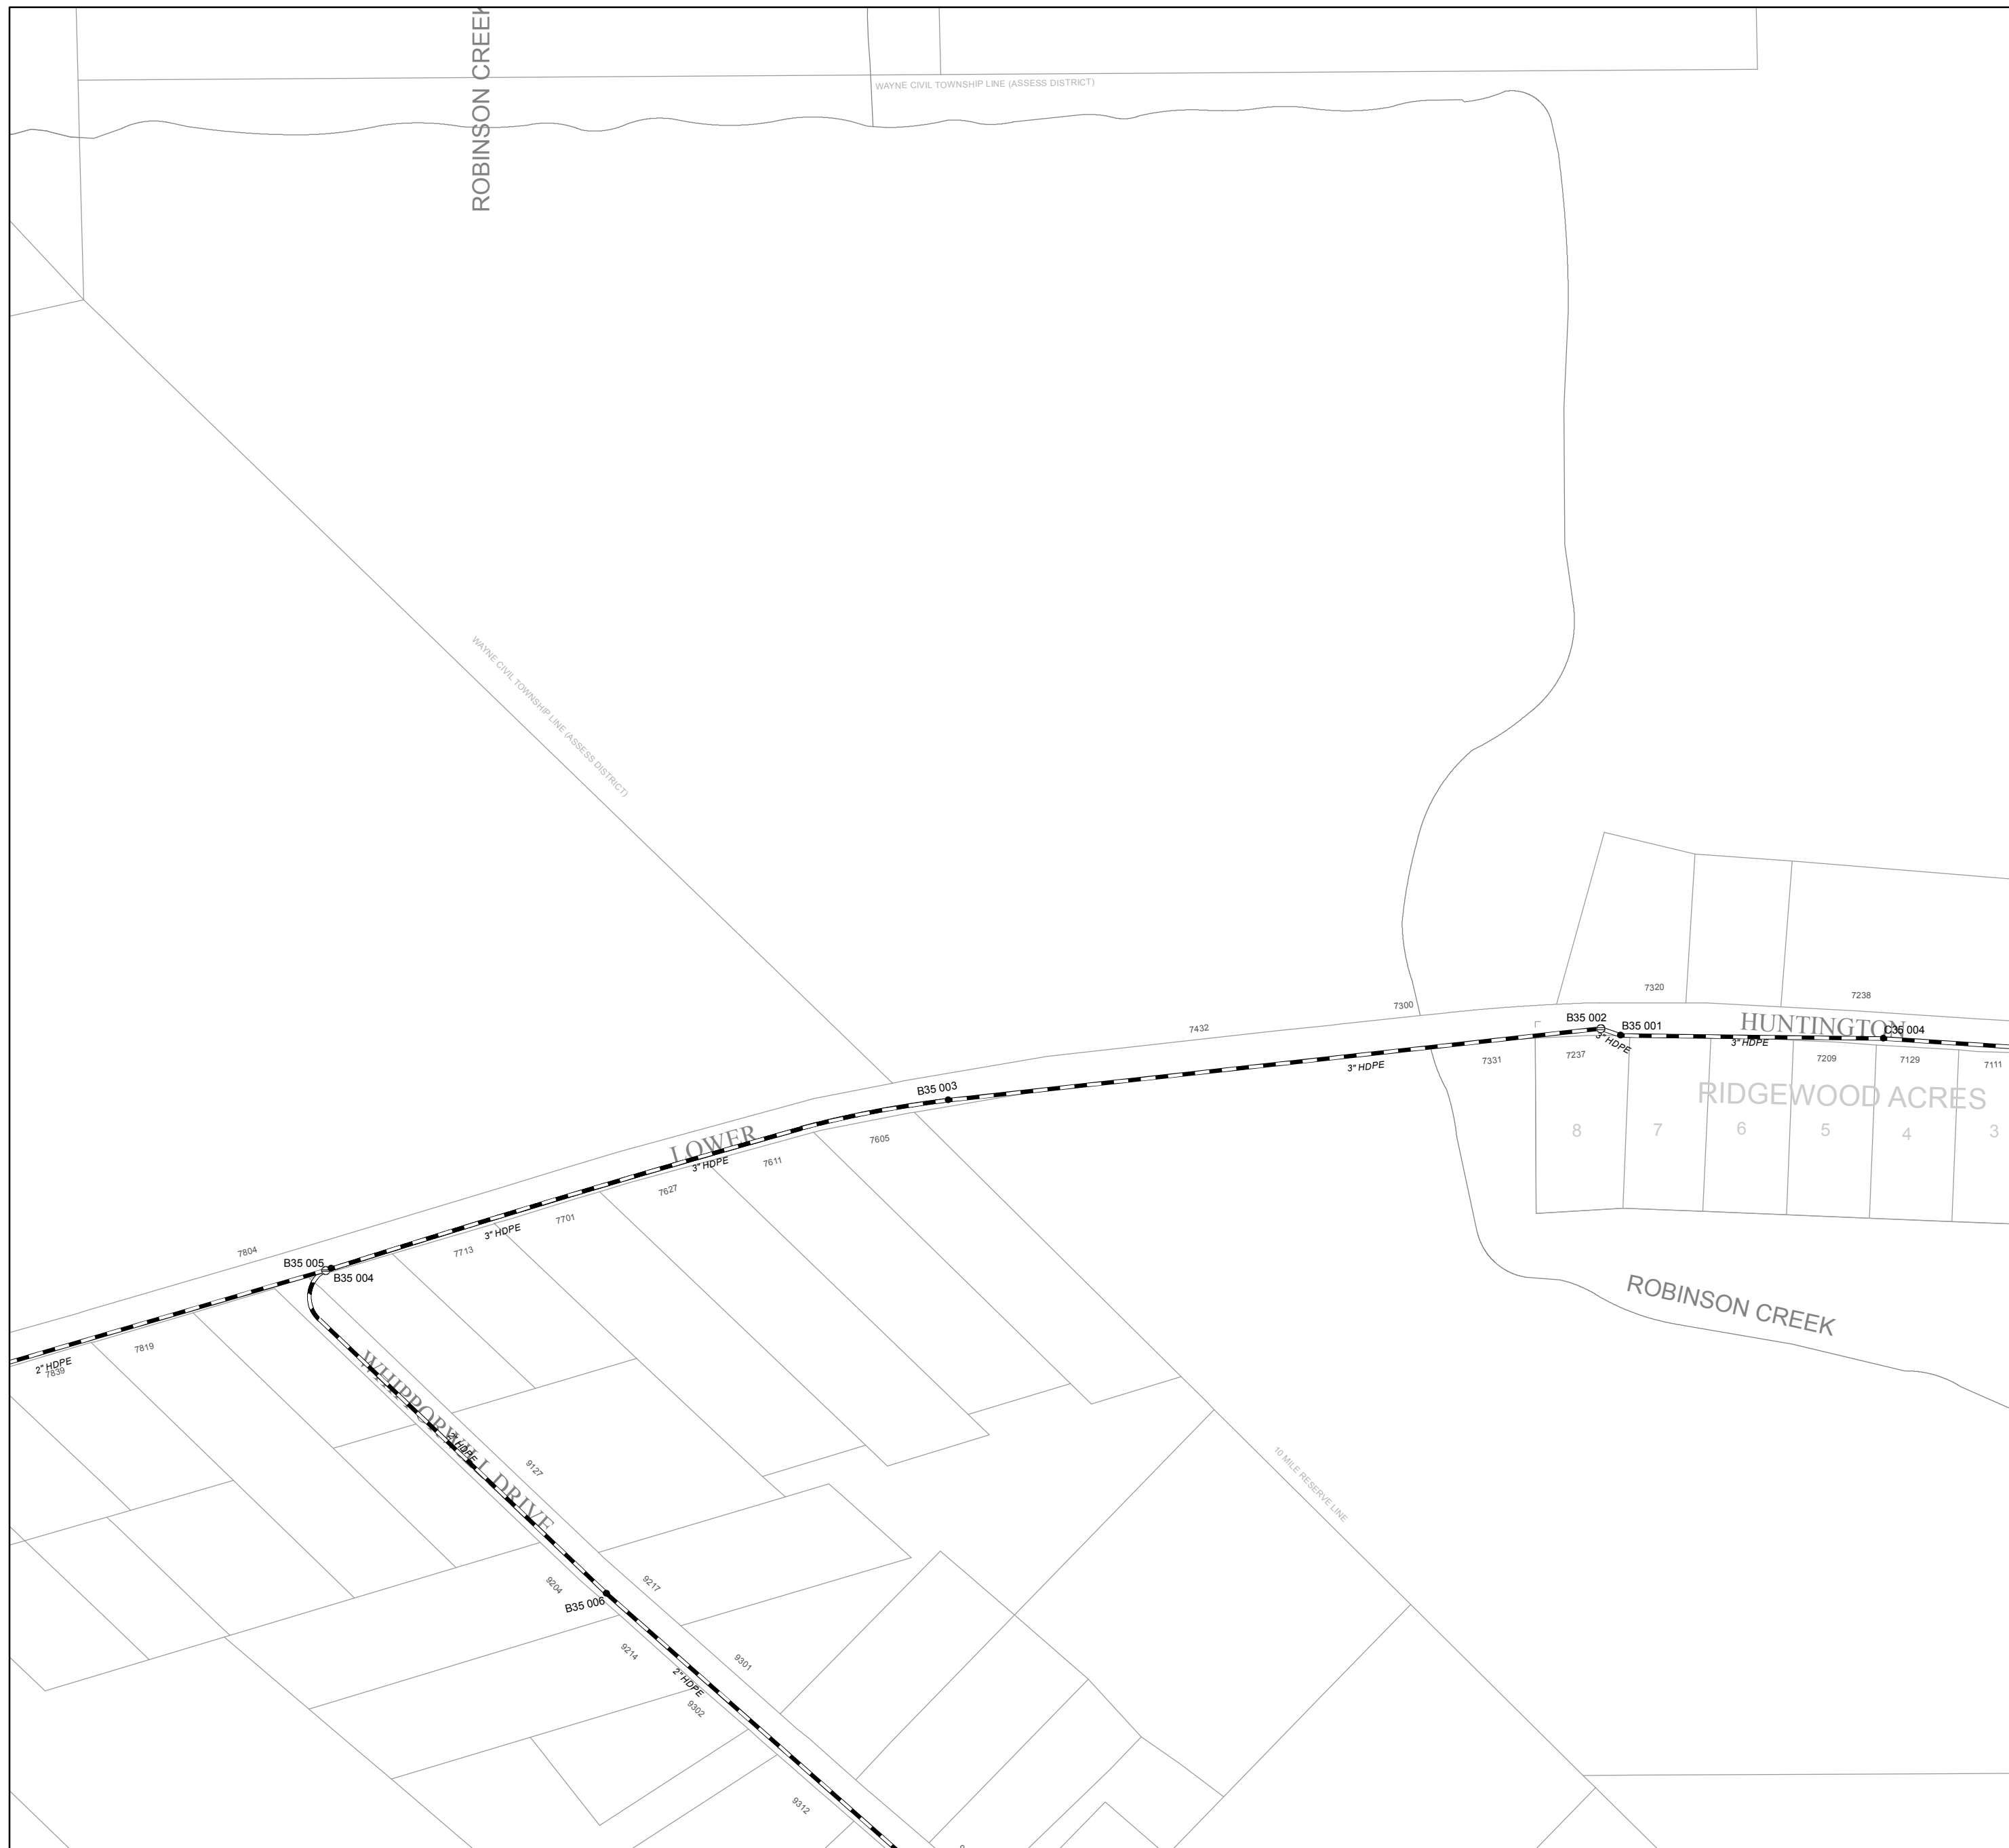 ROBINSON CREEK
WAYNE CIVIL TOWNSHIP LINE (ASSESS DISTRICT)
WAYNE CIVIL TOWNSHIP LINE (ASSESS DISTRICT)
7320
7238
7300
7432
B35 002
B35 001
HUNTINGTON
C35 004
3" HDPE
3" HDPE
3" HDPE
7331
7237
7209
7129
7111
RIDGEWOOD ACRES
8
7
6
5
4
3
B35 003
LOWER
3" HDPE
7605
7611
7627
7701
3" HDPE
7713
7804
B35 005
B35 004
ROBINSON CREEK
7819
2" HDPE
7839
WHIPPORWILL DRIVE
2" HDPE
9127
10 MILE RESERVE LINE
9204
9217
B35 006
9214
9301
2" HDPE
9302
9312